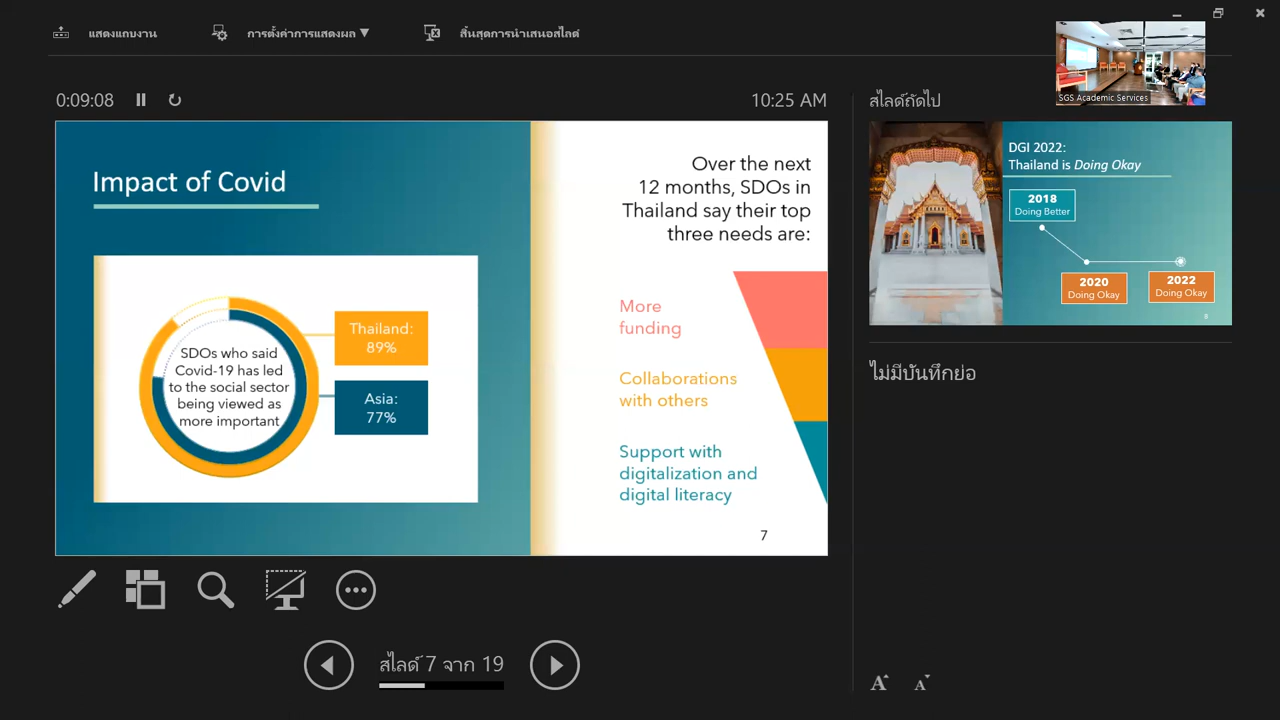 แสดงแถบงาน
การตั้งค่าการแสดงผล ▼
สิ้นสุดการนำเสนอสไลด์
SGS Academic Services
0:09:08
10:25 AM
Impact of Covid
SDOs who said
Covid-19 has led
to the social sector
being viewed as
more important
Thailand:
89%
Asia:
77%
Over the next
12 months, SDOs in
Thailand say their top
three needs are:
More
funding
Collaborations
with others
Support with
digitalization and
digital literacy
7
สไลด์ 7 จาก 19
สไลด์ถัดไป
DGI 2022:
Thailand is Doing Okay
2018
Doing Better
2020
Doing Okay
2022
Doing Okay
8
ไม่มีบันทึกย่อ
A
A